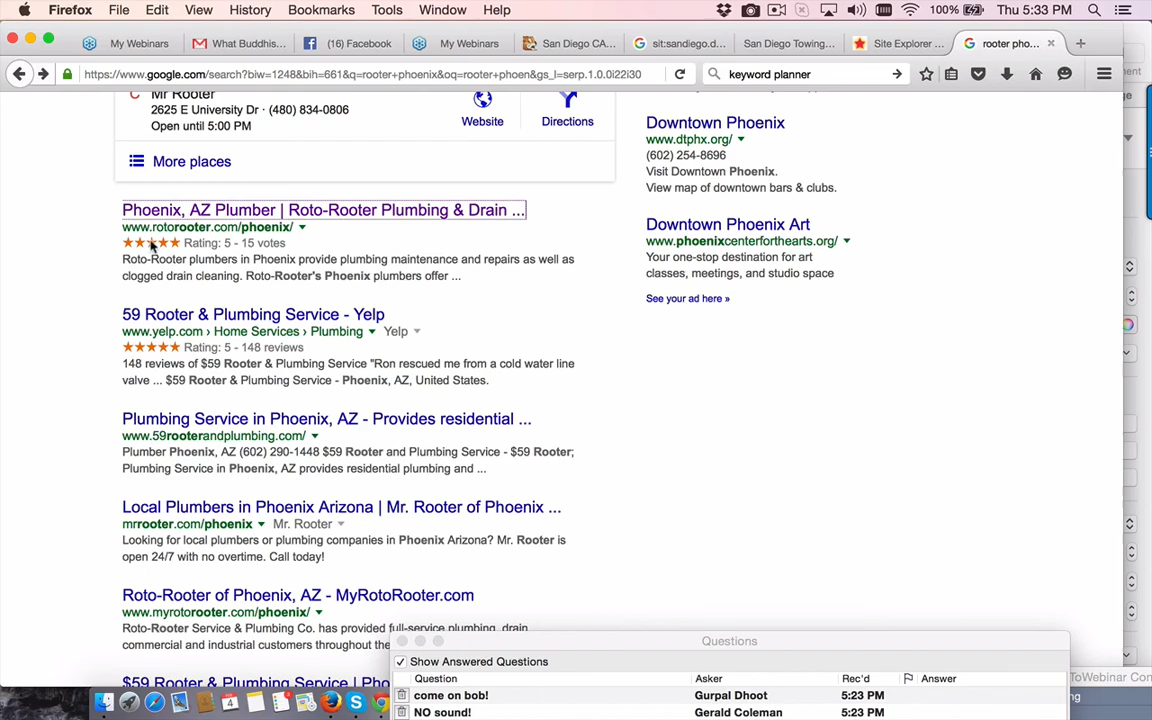 Firefox File Edit View History Bookmarks Tools Window Help 100% Thu 5:33 PM
My Webinars What Buddhis... (16) Facebook My Webinars San Diego CA... sit:sandiego.d... San Diego Towing... Site Explorer ... rooter pho...
https://www.google.com/search?biw=1248&bih=661&q=rooter+phoenix&oq=rooter+phoen&gs_l=serp.1.0.0i22i30 keyword planner
Mr Rooter
2625 E University Dr · (480) 834-0806
Open until 5:00 PM
Website
Directions
More places
Phoenix, AZ Plumber | Roto-Rooter Plumbing & Drain ...
www.rotorooter.com/phoenix/
Rating: 5 - 15 votes
Roto-Rooter plumbers in Phoenix provide plumbing maintenance and repairs as well as
clogged drain cleaning. Roto-Rooter's Phoenix plumbers offer ...
59 Rooter & Plumbing Service - Yelp
www.yelp.com › Home Services › Plumbing Yelp
Rating: 5 - 148 reviews
148 reviews of $59 Rooter & Plumbing Service "Ron rescued me from a cold water line
valve ... $59 Rooter & Plumbing Service - Phoenix, AZ, United States.
Plumbing Service in Phoenix, AZ - Provides residential ...
www.59rooterandplumbing.com/
Plumber Phoenix, AZ (602) 290-1448 $59 Rooter and Plumbing Service - $59 Rooter;
Plumbing Service in Phoenix, AZ provides residential plumbing and ...
Local Plumbers in Phoenix Arizona | Mr. Rooter of Phoenix ...
mrrooter.com/phoenix Mr. Rooter
Looking for local plumbers or plumbing companies in Phoenix Arizona? Mr. Rooter is
open 24/7 with no overtime. Call today!
Roto-Rooter of Phoenix, AZ - MyRotoRooter.com
www.myrotorooter.com/phoenix/
Roto-Rooter Service & Plumbing Co. has provided full-service plumbing, drain
commercial and industrial customers throughout the
$59 Rooter & Plumbing Service
Downtown Phoenix
www.dtphx.org/
(602) 254-8696
Visit Downtown Phoenix.
View map of downtown bars & clubs.
Downtown Phoenix Art
www.phoenixcenterforthearts.org/
Your one-stop destination for art
classes, meetings, and studio space
See your ad here »
Questions
Show Answered Questions
Question Asker Rec'd Answer
come on bob! Gurpal Dhoot 5:23 PM
NO sound! Gerald Coleman 5:23 PM
ToWebinar Con